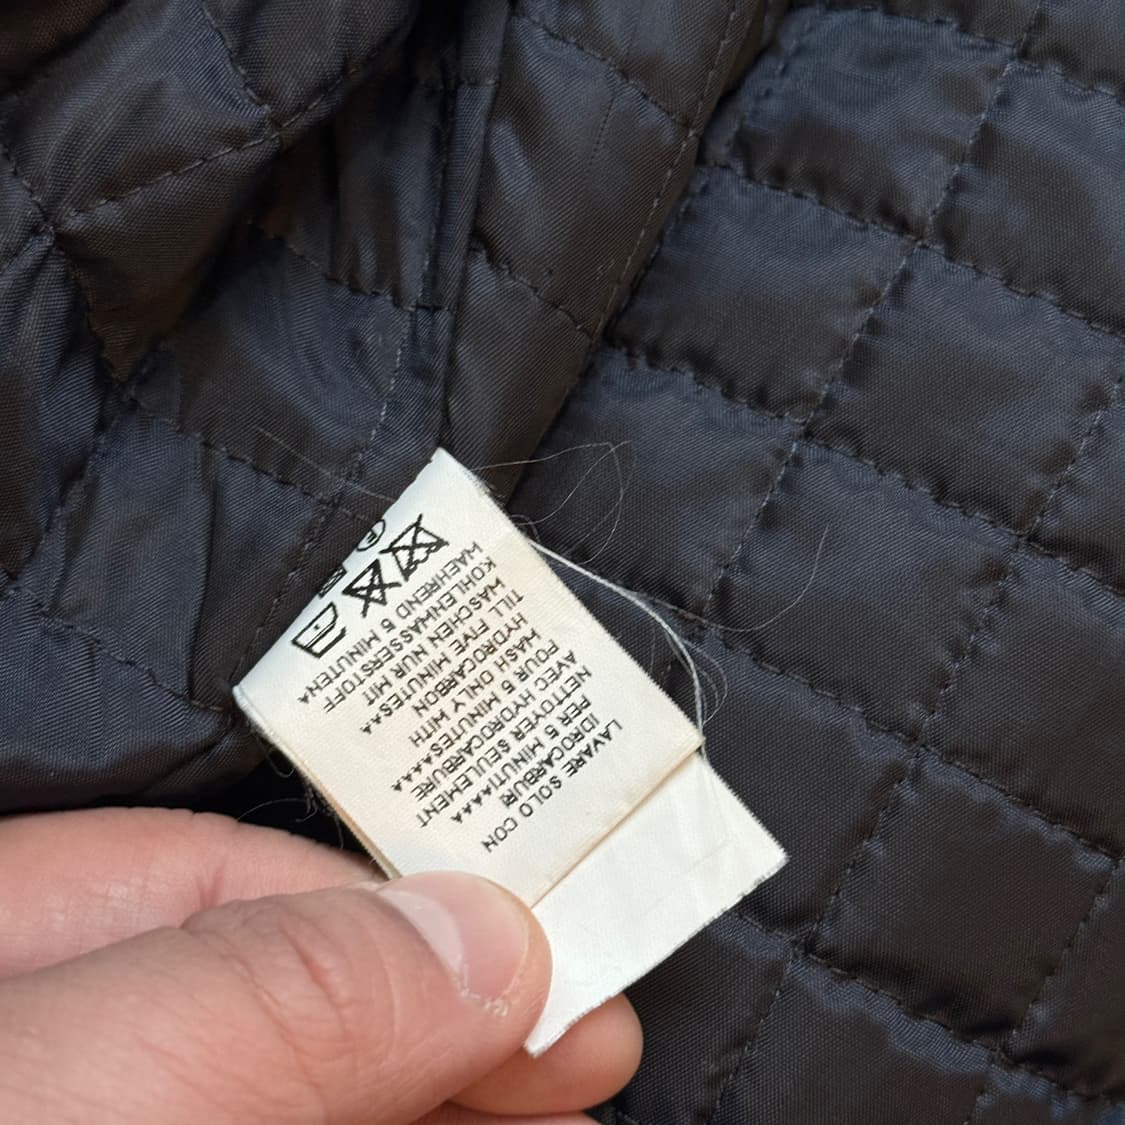 LAVARE SOLO CON
IDROCARBURI
PER 5 MINUTI****
NETTOYER SEULEMENT
AVEC HYDROCARBURE
POUR 5 MINUTES****
WASH ONLY WITH
HYDROCARBON
TILL FIVE MINUTES**
WASCHEN NUR MIT
KOHLENWASSERSTOFF
WAEHREND 5 MINUTEN*